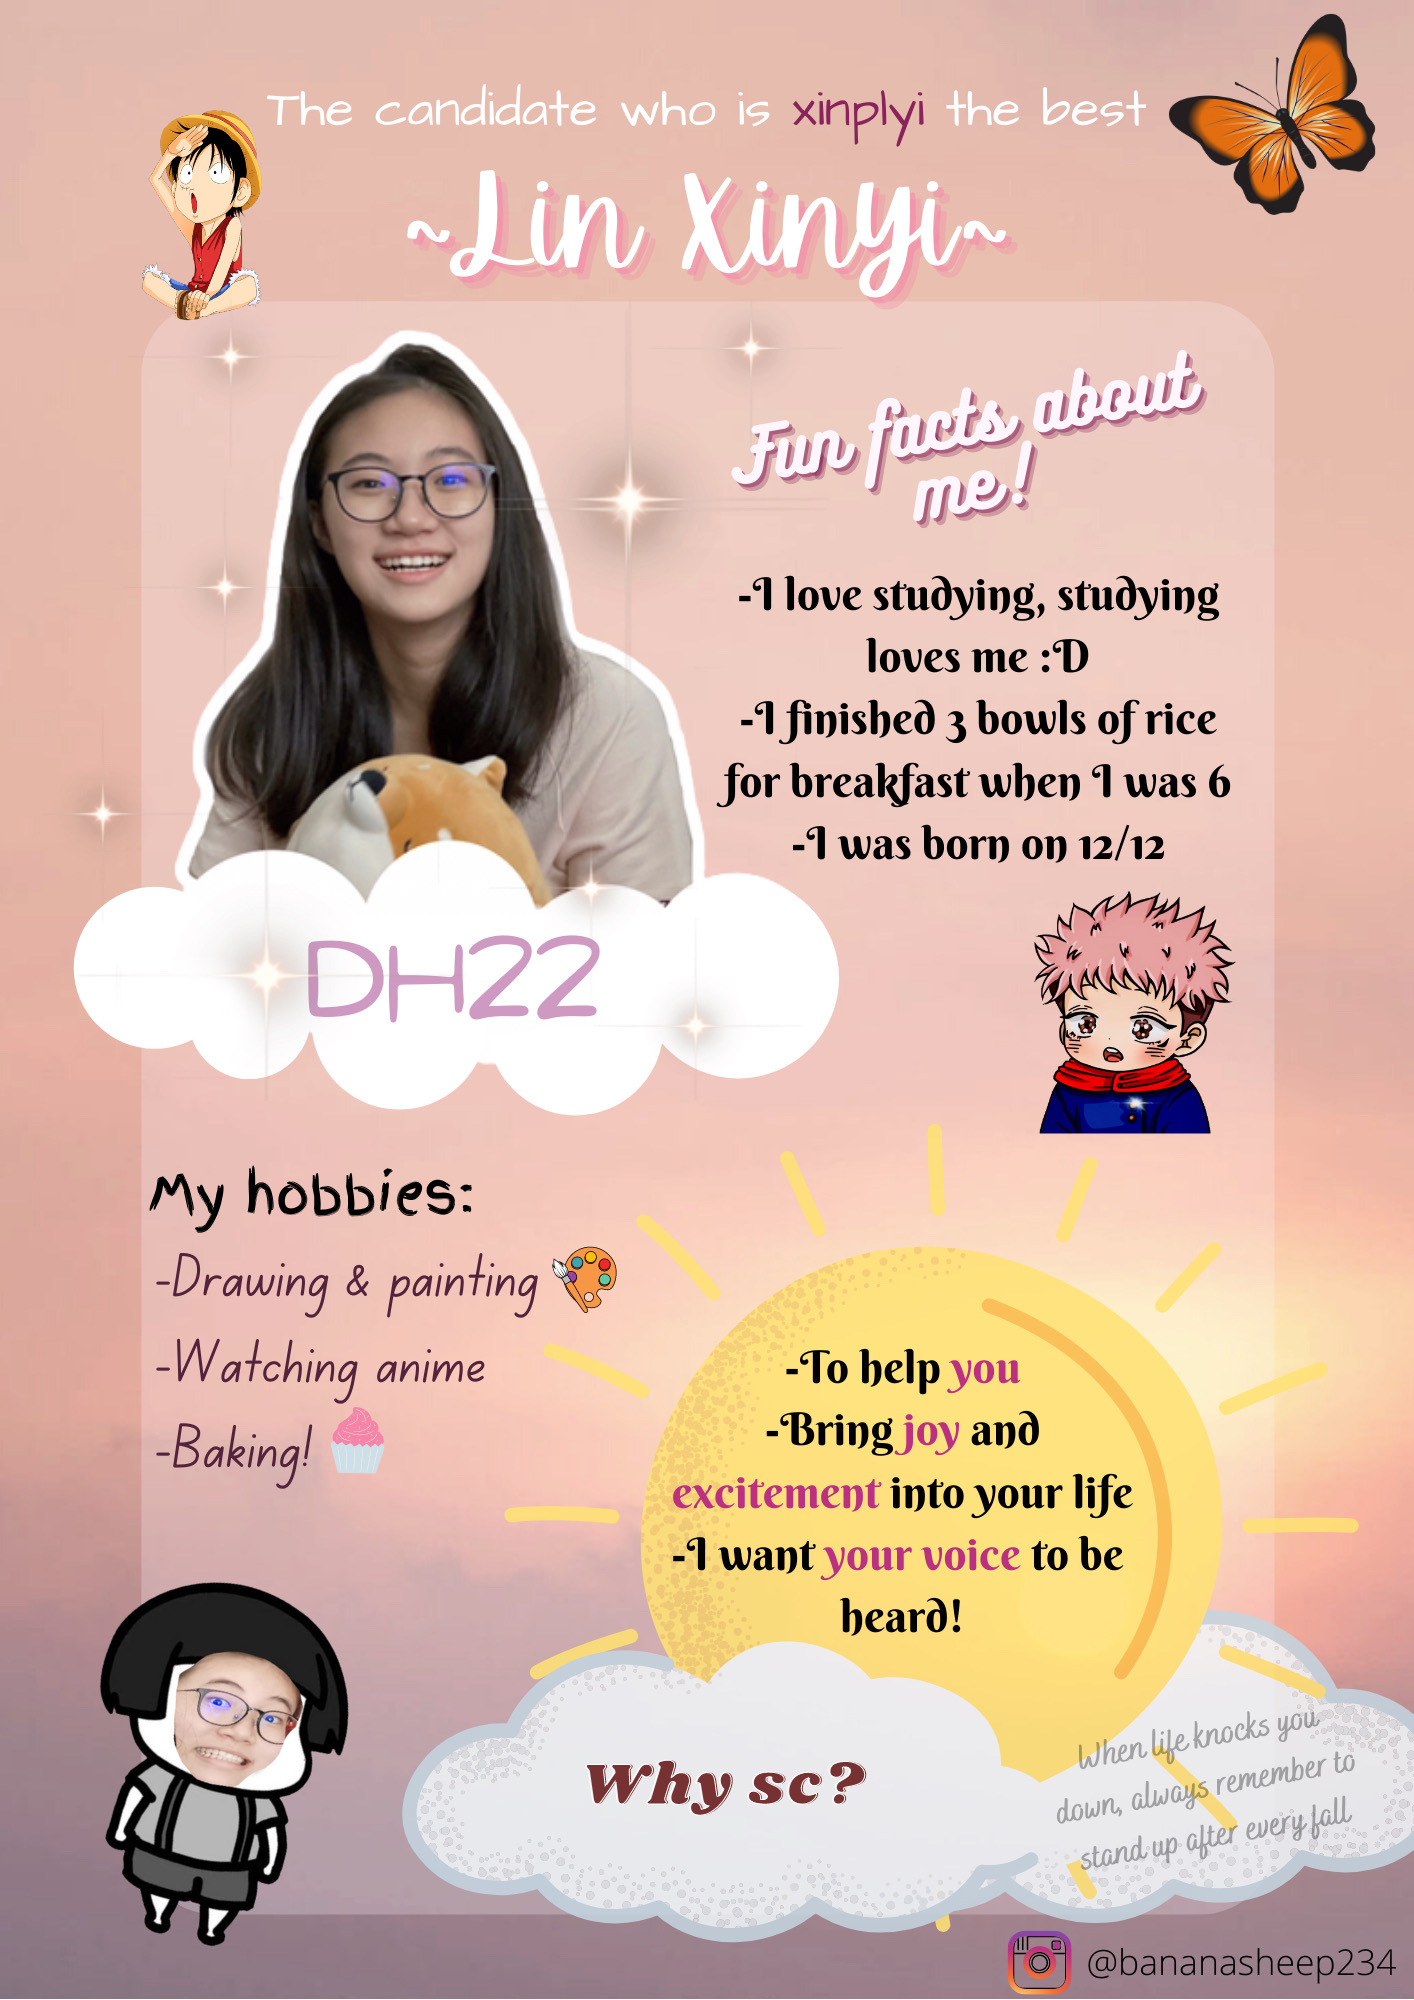 The candidate who is xinplyi the best
~Lin Xinyi~
Fun facts about
me!
-I love studying, studying
loves me :D
-I finished 3 bowls of rice
for breakfast when I was 6
-I was born on 12/12
DH22
My hobbies:
-Drawing & painting
-Watching anime
-Baking!
-To help you
-Bring joy and
excitement into your life
-I want your voice to be
heard!
Why sc?
When life knocks you
down, always remember to
stand up after every fall
@bananasheep234